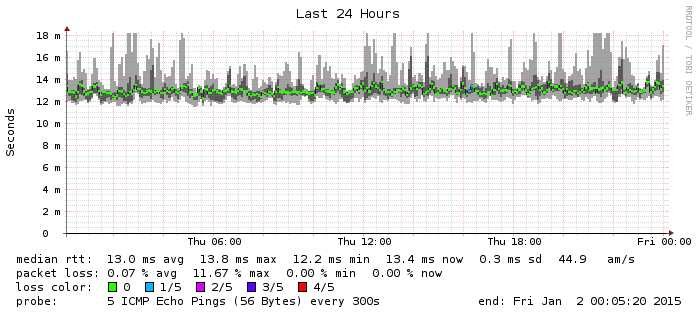 Last 24 Hours
RRDTOOL / TOBI OETIKER
Seconds
18 m
16 m
14 m
12 m
10 m
8 m
6 m
4 m
2 m
0
Thu 06:00 Thu 12:00 Thu 18:00 Fri 00:00
median rtt: 13.0 ms avg 13.8 ms max 12.2 ms min 13.4 ms now 0.3 ms sd 44.9 am/s
packet loss: 0.07 % avg 11.67 % max 0.00 % min 0.00 % now
loss color: 0 1/5 2/5 3/5 4/5
probe: 5 ICMP Echo Pings (56 Bytes) every 300s end: Fri Jan 2 00:05:20 2015